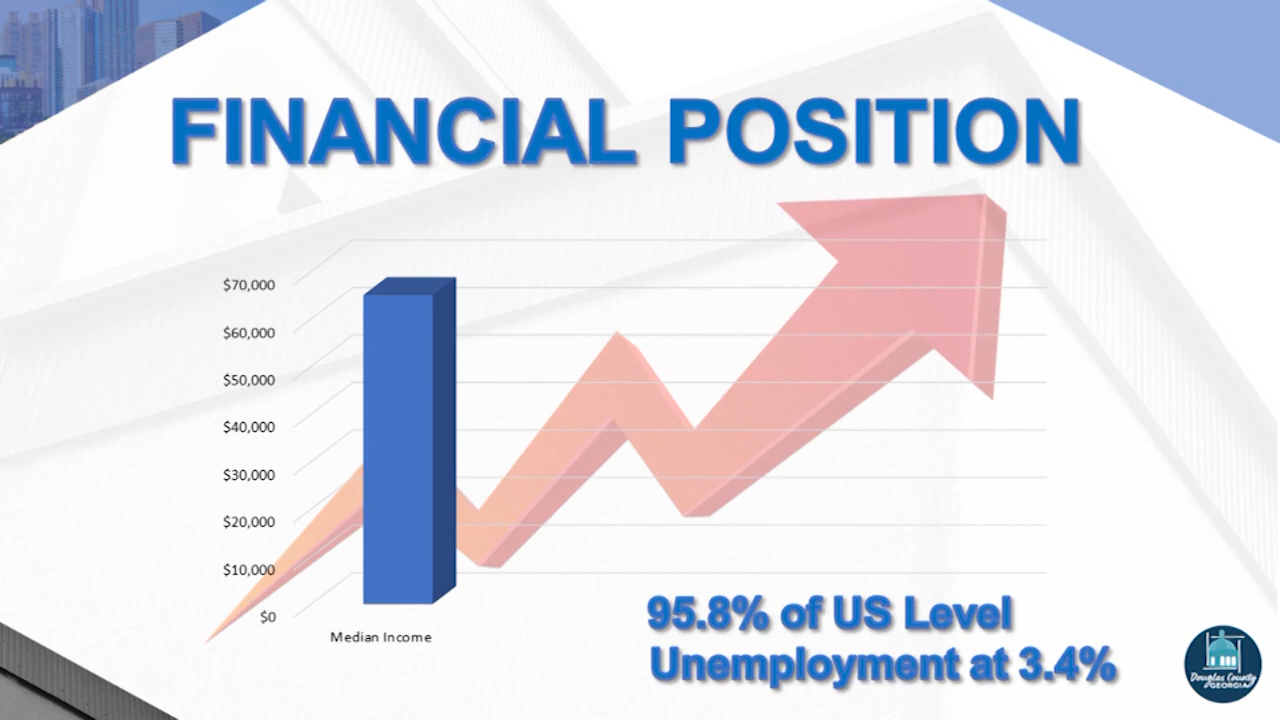 FINANCIAL POSITION
$70,000
$60,000
$50,000
$40,000
$30,000
$20,000
$10,000
$0
Median Income
95.8% of US Level
Unemployment at 3.4%
Douglas County
GEORGIA